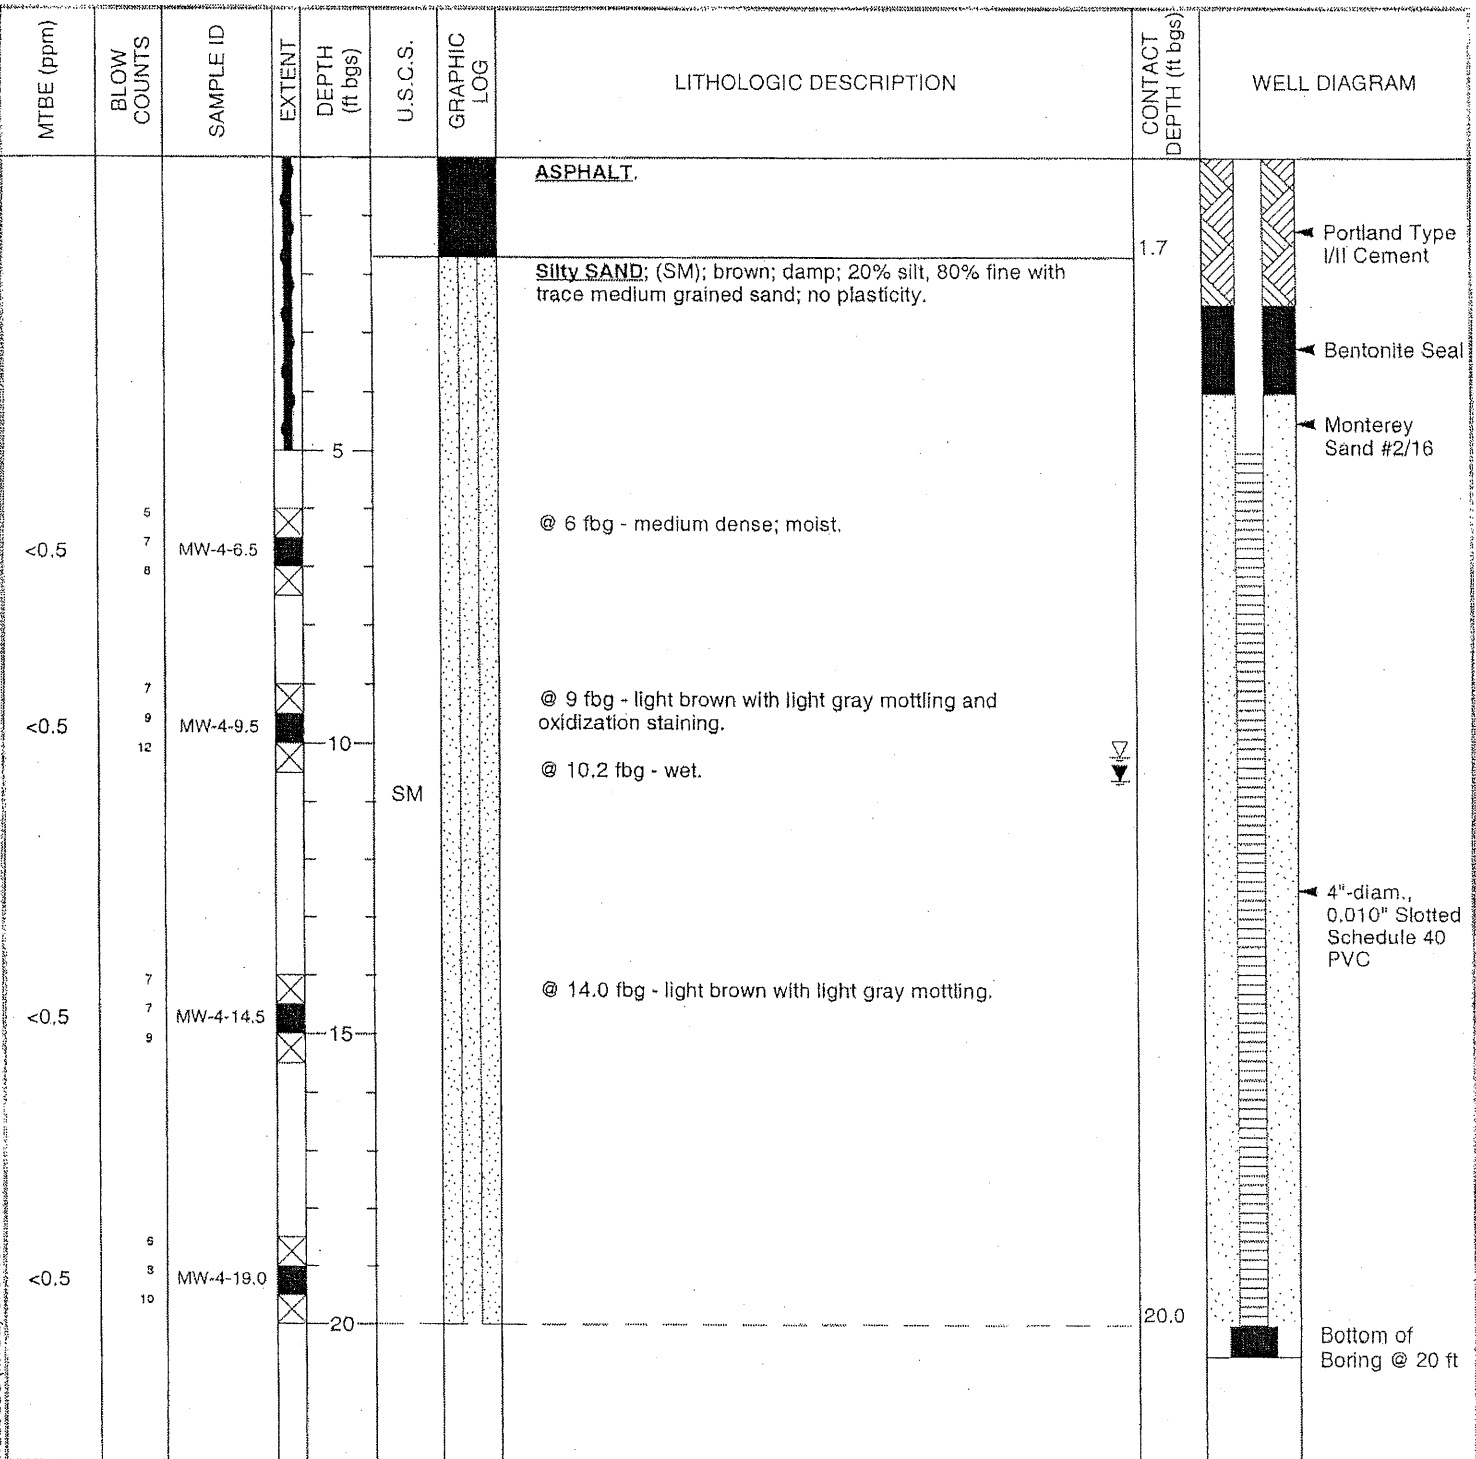 MTBE (ppm)
BLOW
COUNTS
SAMPLE ID
EXTENT
DEPTH
(ft bgs)
U.S.C.S.
GRAPHIC
LOG
LITHOLOGIC DESCRIPTION
CONTACT
DEPTH (ft bgs)
WELL DIAGRAM
ASPHALT.
1.7
Portland Type
I/II Cement
Silty SAND; (SM); brown; damp; 20% silt, 80% fine with
trace medium grained sand; no plasticity.
Bentonite Seal
Monterey
Sand #2/16
5
5
7
8
<0.5
MW-4-6.5
@ 6 fbg - medium dense; moist.
7
9
12
<0.5
MW-4-9.5
@ 9 fbg - light brown with light gray mottling and
oxidization staining.
10
@ 10.2 fbg - wet.
SM
4"-diam.,
0.010" Slotted
Schedule 40
PVC
7
7
9
<0.5
MW-4-14.5
@ 14.0 fbg - light brown with light gray mottling.
15
<0.5
10
MW-4-19.0
20
20.0
Bottom of
Boring @ 20 ft